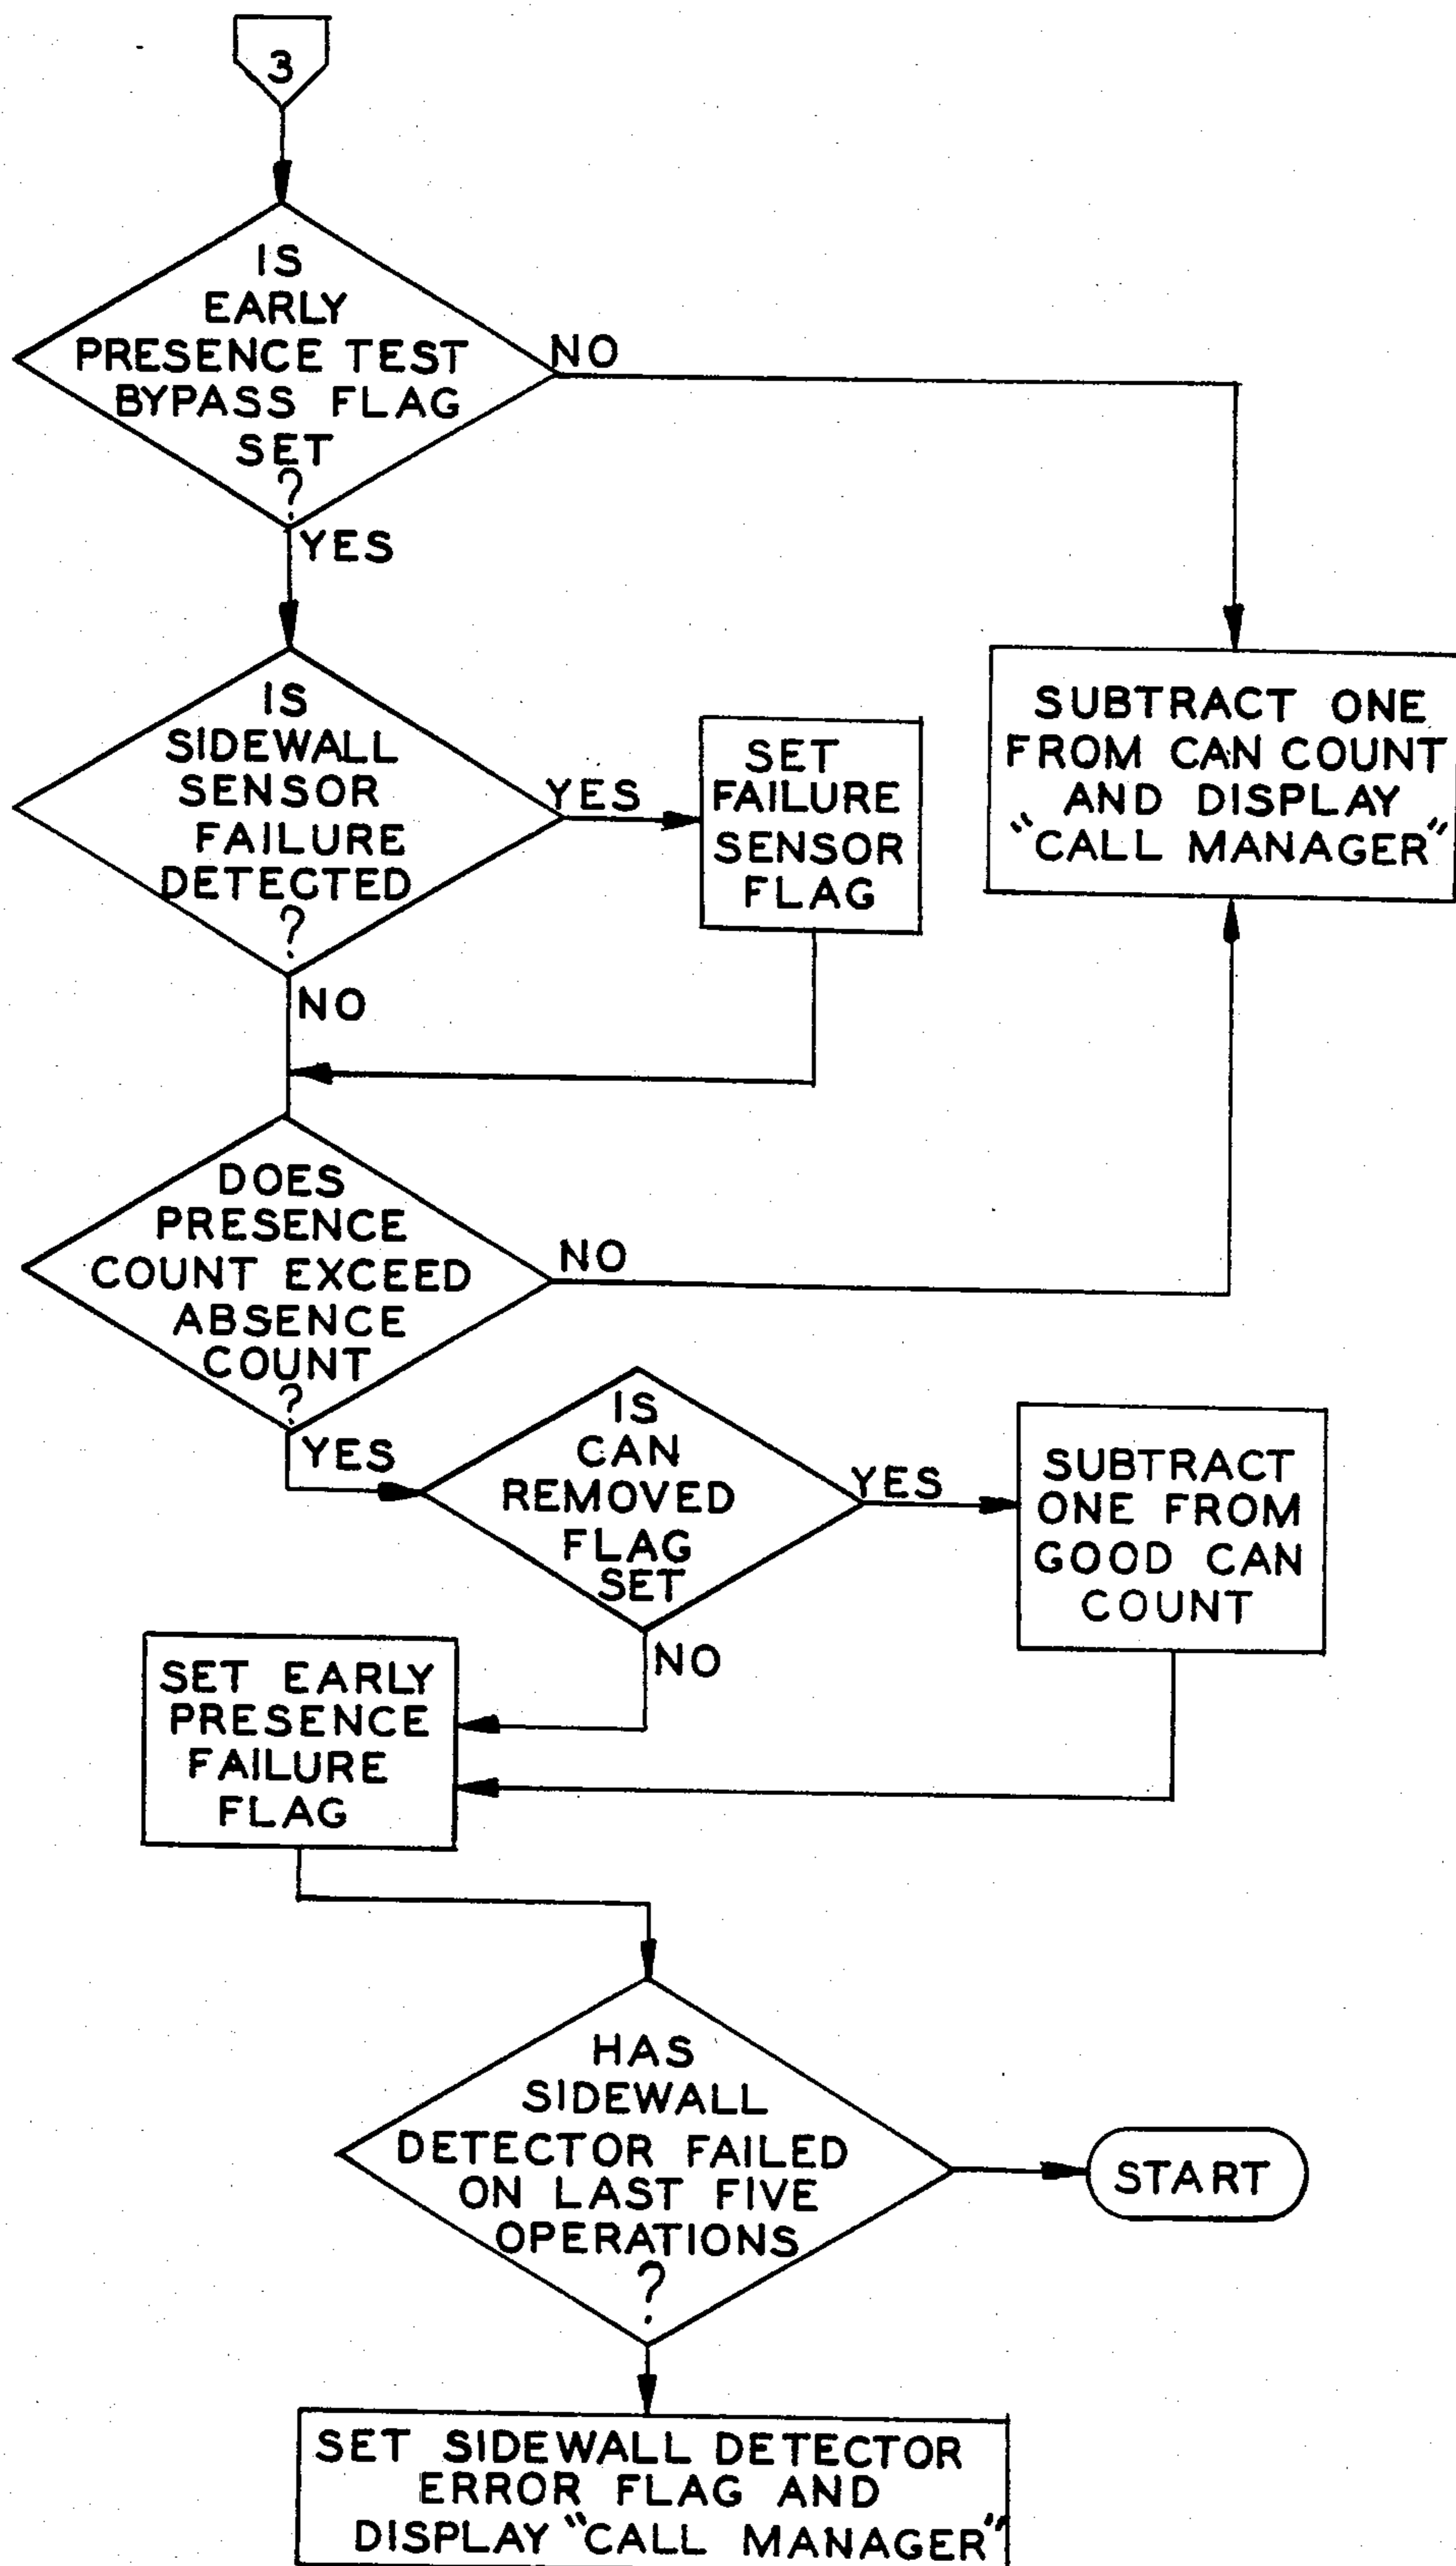 3
IS
EARLY
PRESENCE TEST
BYPASS FLAG
SET
?
NO
YES
IS
SIDEWALL
SENSOR
FAILURE
DETECTED
?
YES
NO
SET
FAILURE
SENSOR
FLAG
SUBTRACT ONE
FROM CAN COUNT
AND DISPLAY
"CALL MANAGER"
DOES
PRESENCE
COUNT EXCEED
ABSENCE
COUNT
?
NO
YES
IS
CAN
REMOVED
FLAG
SET
YES
NO
SUBTRACT
ONE FROM
GOOD CAN
COUNT
SET EARLY
PRESENCE
FAILURE
FLAG
HAS
SIDEWALL
DETECTOR FAILED
ON LAST FIVE
OPERATIONS
?
START
SET SIDEWALL DETECTOR
ERROR FLAG AND
DISPLAY "CALL MANAGER"